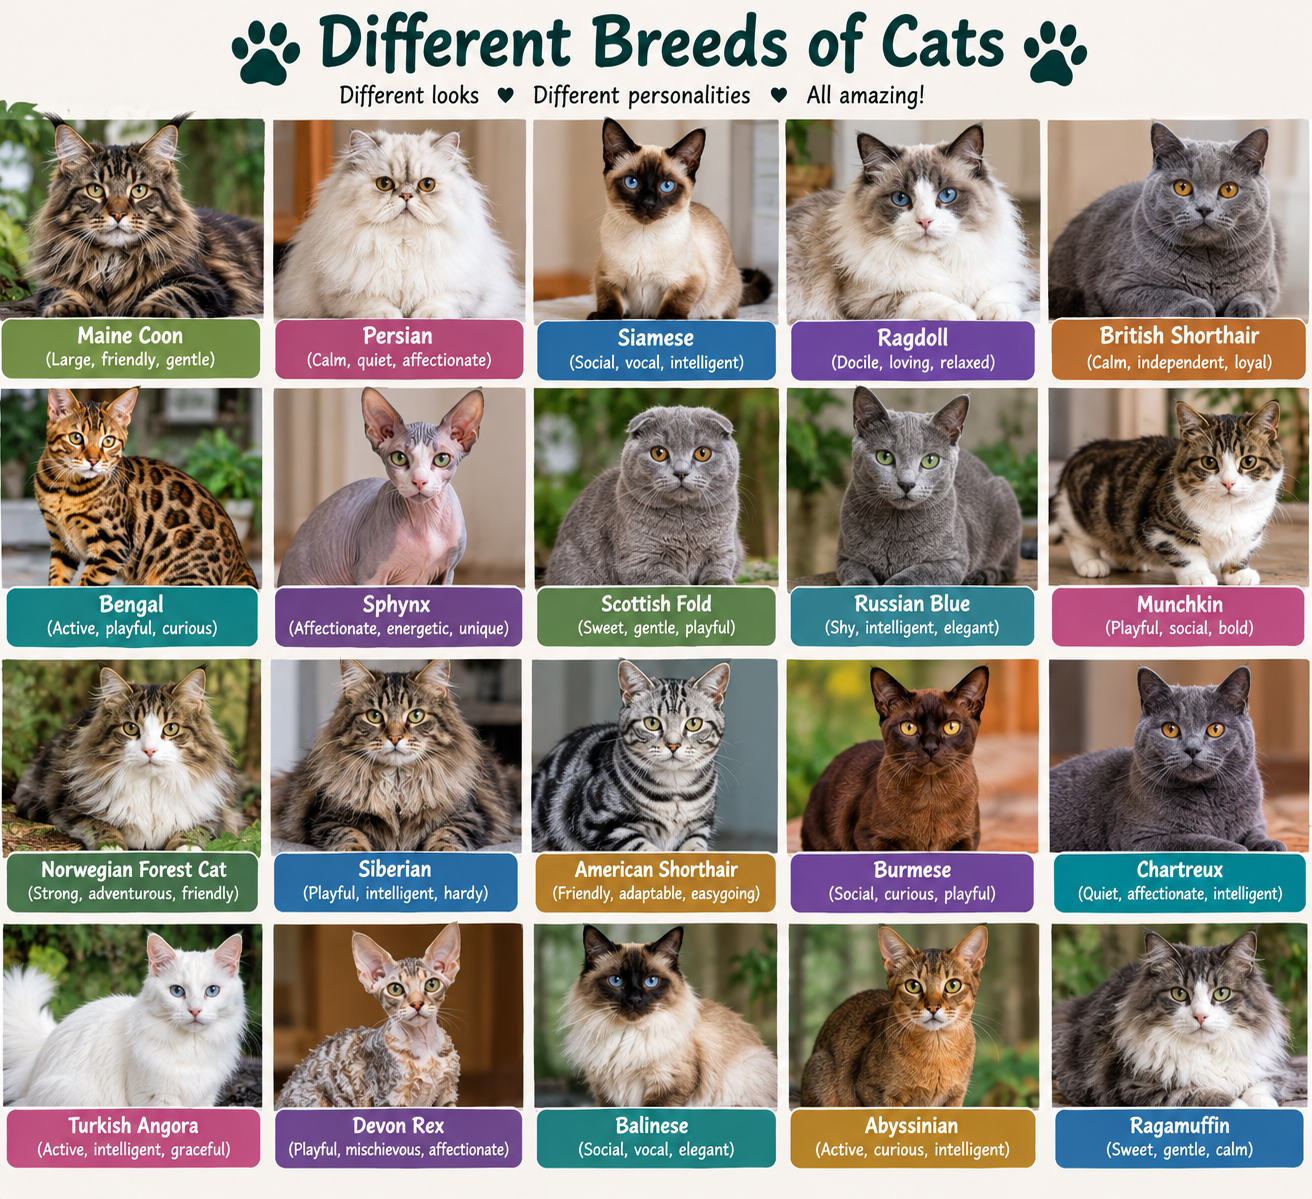 Different Breeds of Cats
Different looks ♥ Different personalities ♥ All amazing!
Maine Coon
(Large, friendly, gentle)
Persian
(Calm, quiet, affectionate)
Siamese
(Social, vocal, intelligent)
Ragdoll
(Docile, loving, relaxed)
British Shorthair
(Calm, independent, loyal)
Bengal
(Active, playful, curious)
Sphynx
(Affectionate, energetic, unique)
Scottish Fold
(Sweet, gentle, playful)
Russian Blue
(Shy, intelligent, elegant)
Munchkin
(Playful, social, bold)
Norwegian Forest Cat
(Strong, adventurous, friendly)
Siberian
(Playful, intelligent, hardy)
American Shorthair
(Friendly, adaptable, easygoing)
Burmese
(Social, curious, playful)
Chartreux
(Quiet, affectionate, intelligent)
Turkish Angora
(Active, intelligent, graceful)
Devon Rex
(Playful, mischievous, affectionate)
Balinese
(Social, vocal, elegant)
Abyssinian
(Active, curious, intelligent)
Ragamuffin
(Sweet, gentle, calm)